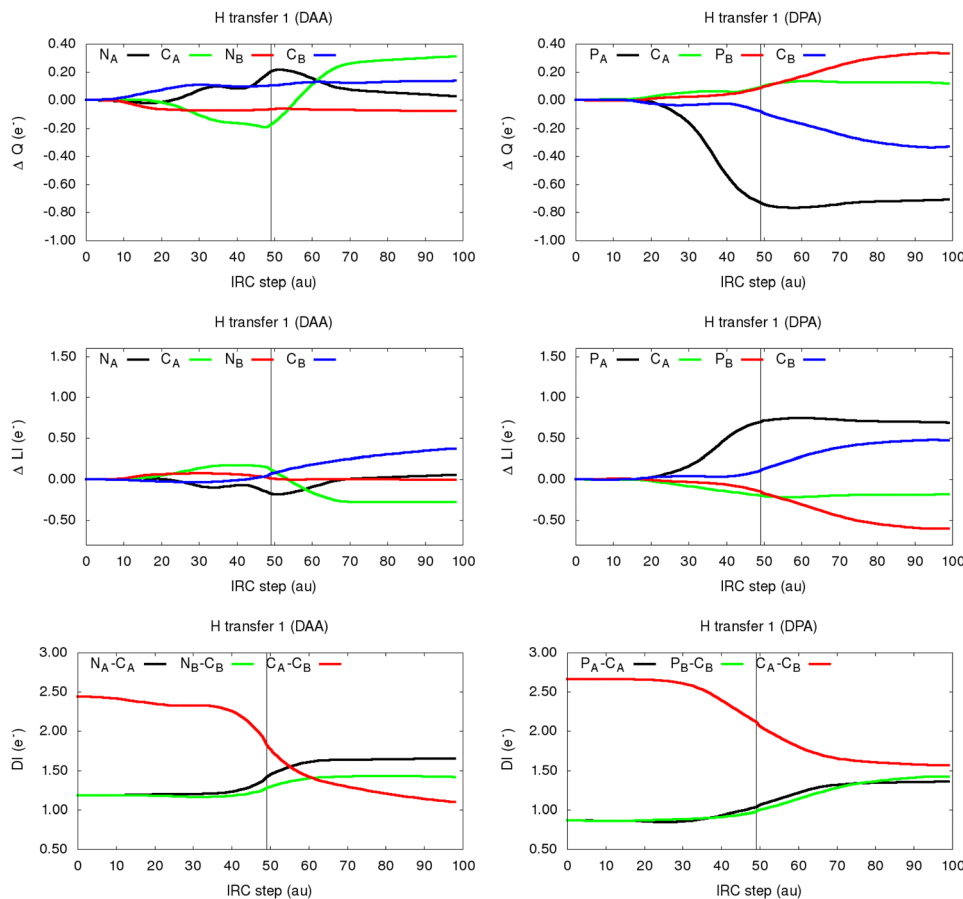 H transfer 1 (DAA)
N_A C_A N_B C_B
0.40
0.20
0.00
-0.20
-0.40
-0.60
-0.80
-1.00
Δ Q (e⁻)
0 10 20 30 40 50 60 70 80 90 100
IRC step (au)
H transfer 1 (DPA)
P_A C_A P_B C_B
0.40
0.20
0.00
-0.20
-0.40
-0.60
-0.80
-1.00
Δ Q (e⁻)
0 10 20 30 40 50 60 70 80 90 100
IRC step (au)
H transfer 1 (DAA)
N_A C_A N_B C_B
1.50
1.00
0.50
0.00
-0.50
Δ LI (e⁻)
0 10 20 30 40 50 60 70 80 90 100
IRC step (au)
H transfer 1 (DPA)
P_A C_A P_B C_B
1.50
1.00
0.50
0.00
-0.50
Δ LI (e⁻)
0 10 20 30 40 50 60 70 80 90 100
IRC step (au)
H transfer 1 (DAA)
N_A-C_A N_B-C_B C_A-C_B
3.00
2.50
2.00
1.50
1.00
0.50
DI (e⁻)
0 10 20 30 40 50 60 70 80 90 100
IRC step (au)
H transfer 1 (DPA)
P_A-C_A P_B-C_B C_A-C_B
3.00
2.50
2.00
1.50
1.00
0.50
DI (e⁻)
0 10 20 30 40 50 60 70 80 90 100
IRC step (au)